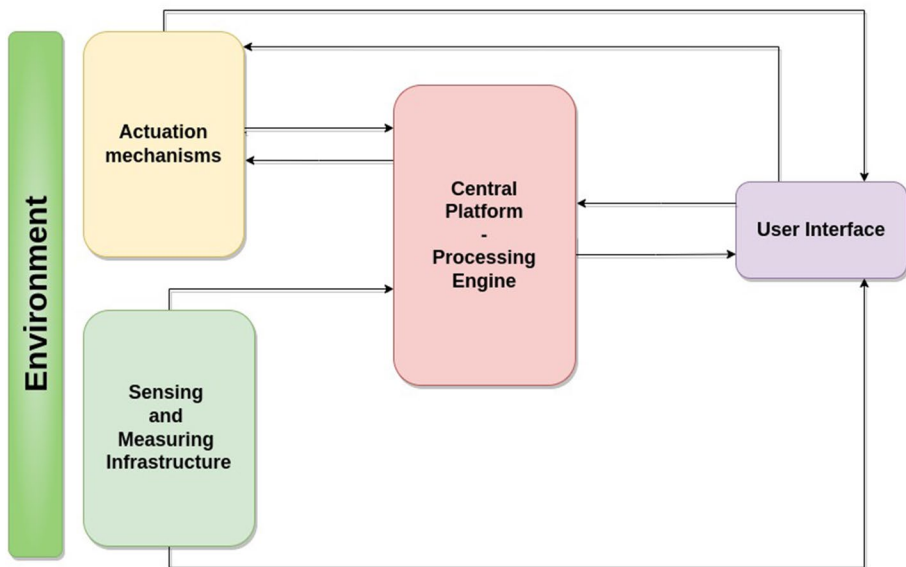 Environment
Actuation
mechanisms
Central
Platform
-
Processing
Engine
User Interface
Sensing
and
Measuring
Infrastructure